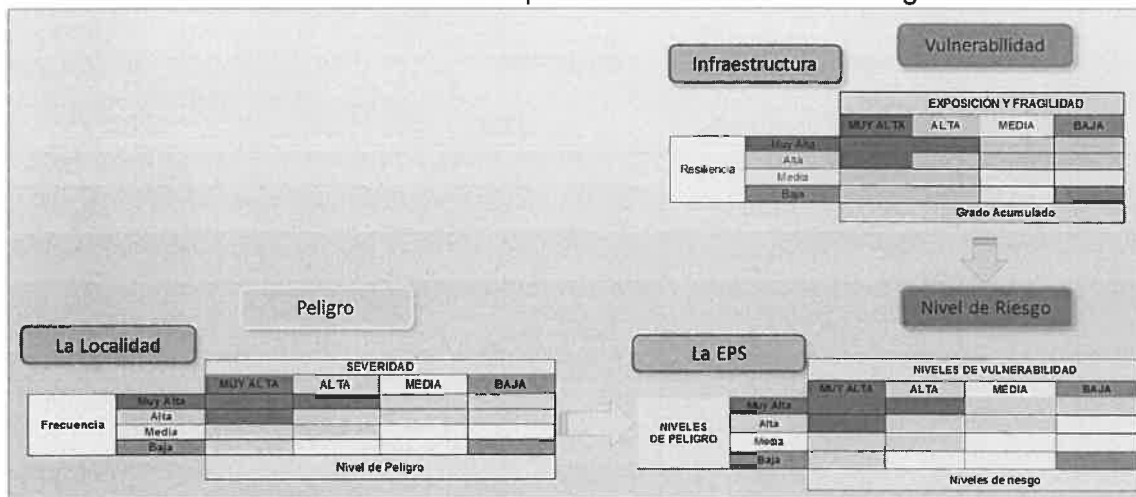 Vulnerabilidad
Infraestructura
EXPOSICIÓN Y FRAGILIDAD
MUY ALTA ALTA MEDIA BAJA
Resiliencia
Muy Alta
Alta
Media
Baja
Grado Acumulado
Peligro
Nivel de Riesgo
La Localidad
La EPS
SEVERIDAD
MUY ALTA ALTA MEDIA BAJA
Frecuencia
Muy Alta
Alta
Media
Baja
Nivel de Peligro
NIVELES DE VULNERABILIDAD
MUY ALTA ALTA MEDIA BAJA
NIVELES
DE PELIGRO
Muy Alta
Alta
Media
Baja
Niveles de riesgo